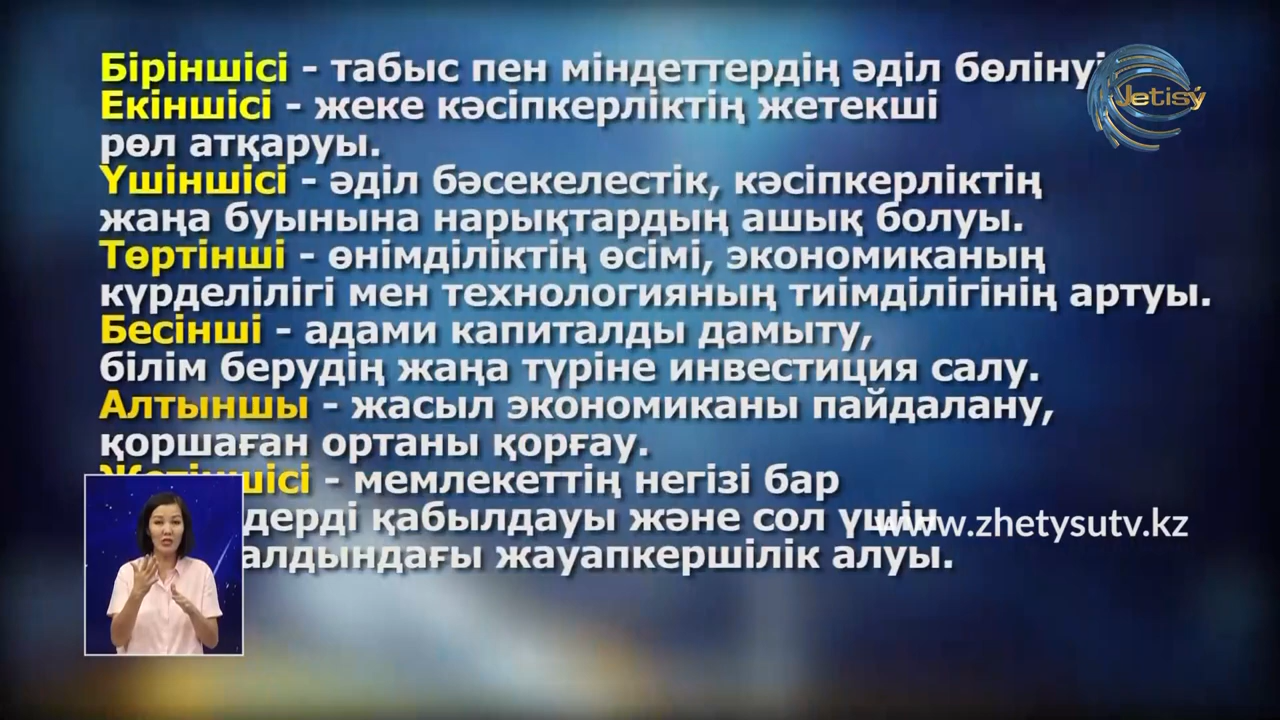 Біріншісі - табыс пен міндеттердің әділ бөлінуі
Jetisý
Екіншісі - жеке кәсіпкерліктің жетекші
рөл атқаруы.
Үшіншісі - әділ бәсекелестік, кәсіпкерліктің
жаңа буынына нарықтардың ашық болуы.
Төртінші - өнімділіктің өсімі, экономиканың
күрделілігі мен технологияның тиімділігінің артуы.
Бесінші - адами капиталды дамыту,
білім берудің жаңа түріне инвестиция салу.
Алтыншы - жасыл экономиканы пайдалану,
қоршаған ортаны қорғау.
- мемлекеттің негізі бар
қабылдауы және сол үшін
www.zhetysutv.kz
алдындағы жауапкершілік алуы.